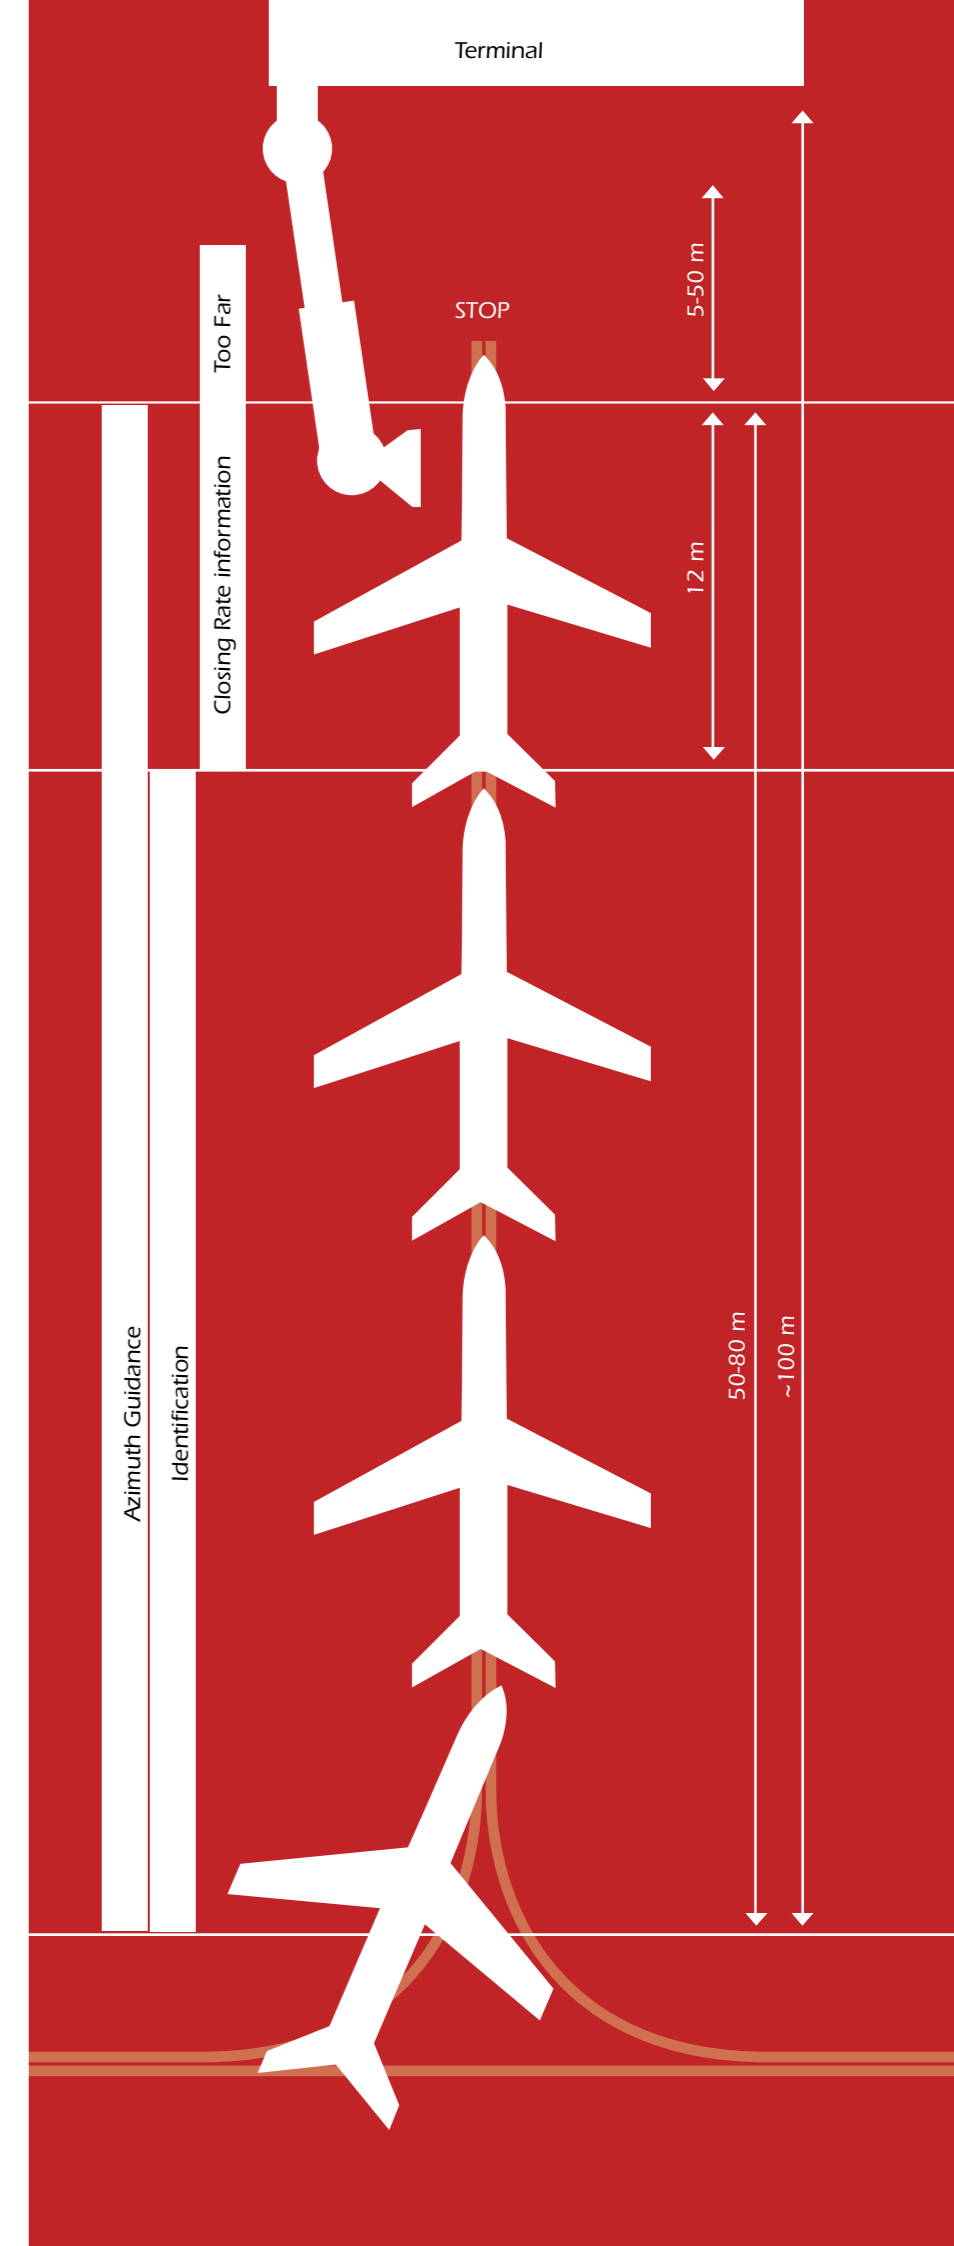 Terminal
STOP
Too Far
5-50 m
Closing Rate information
12 m
Azimuth Guidance
Identification
50-80 m
~100 m